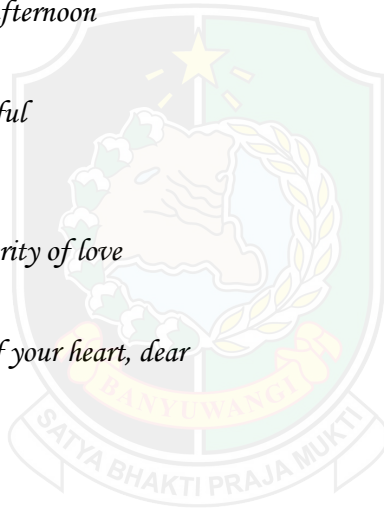 fternoon
ful
rity of love
f your heart, dear
BANYUWANGI
SATYA BHAKTI PRAJA MUKTI